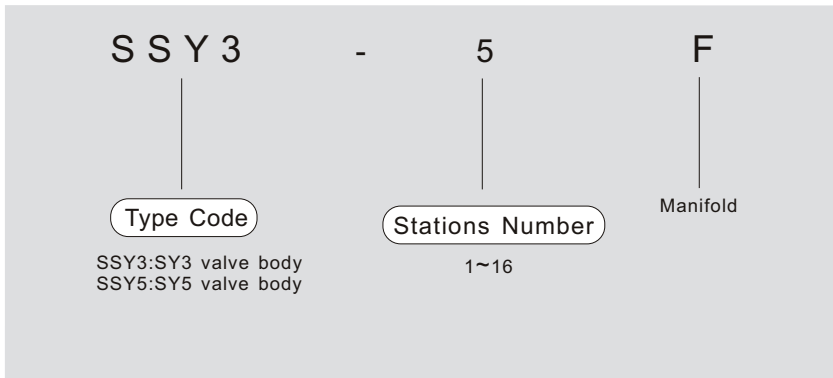 SSY3 - 5 F
Type Code
Stations Number
Manifold
SSY3:SY3 valve body
SSY5:SY5 valve body
1~16